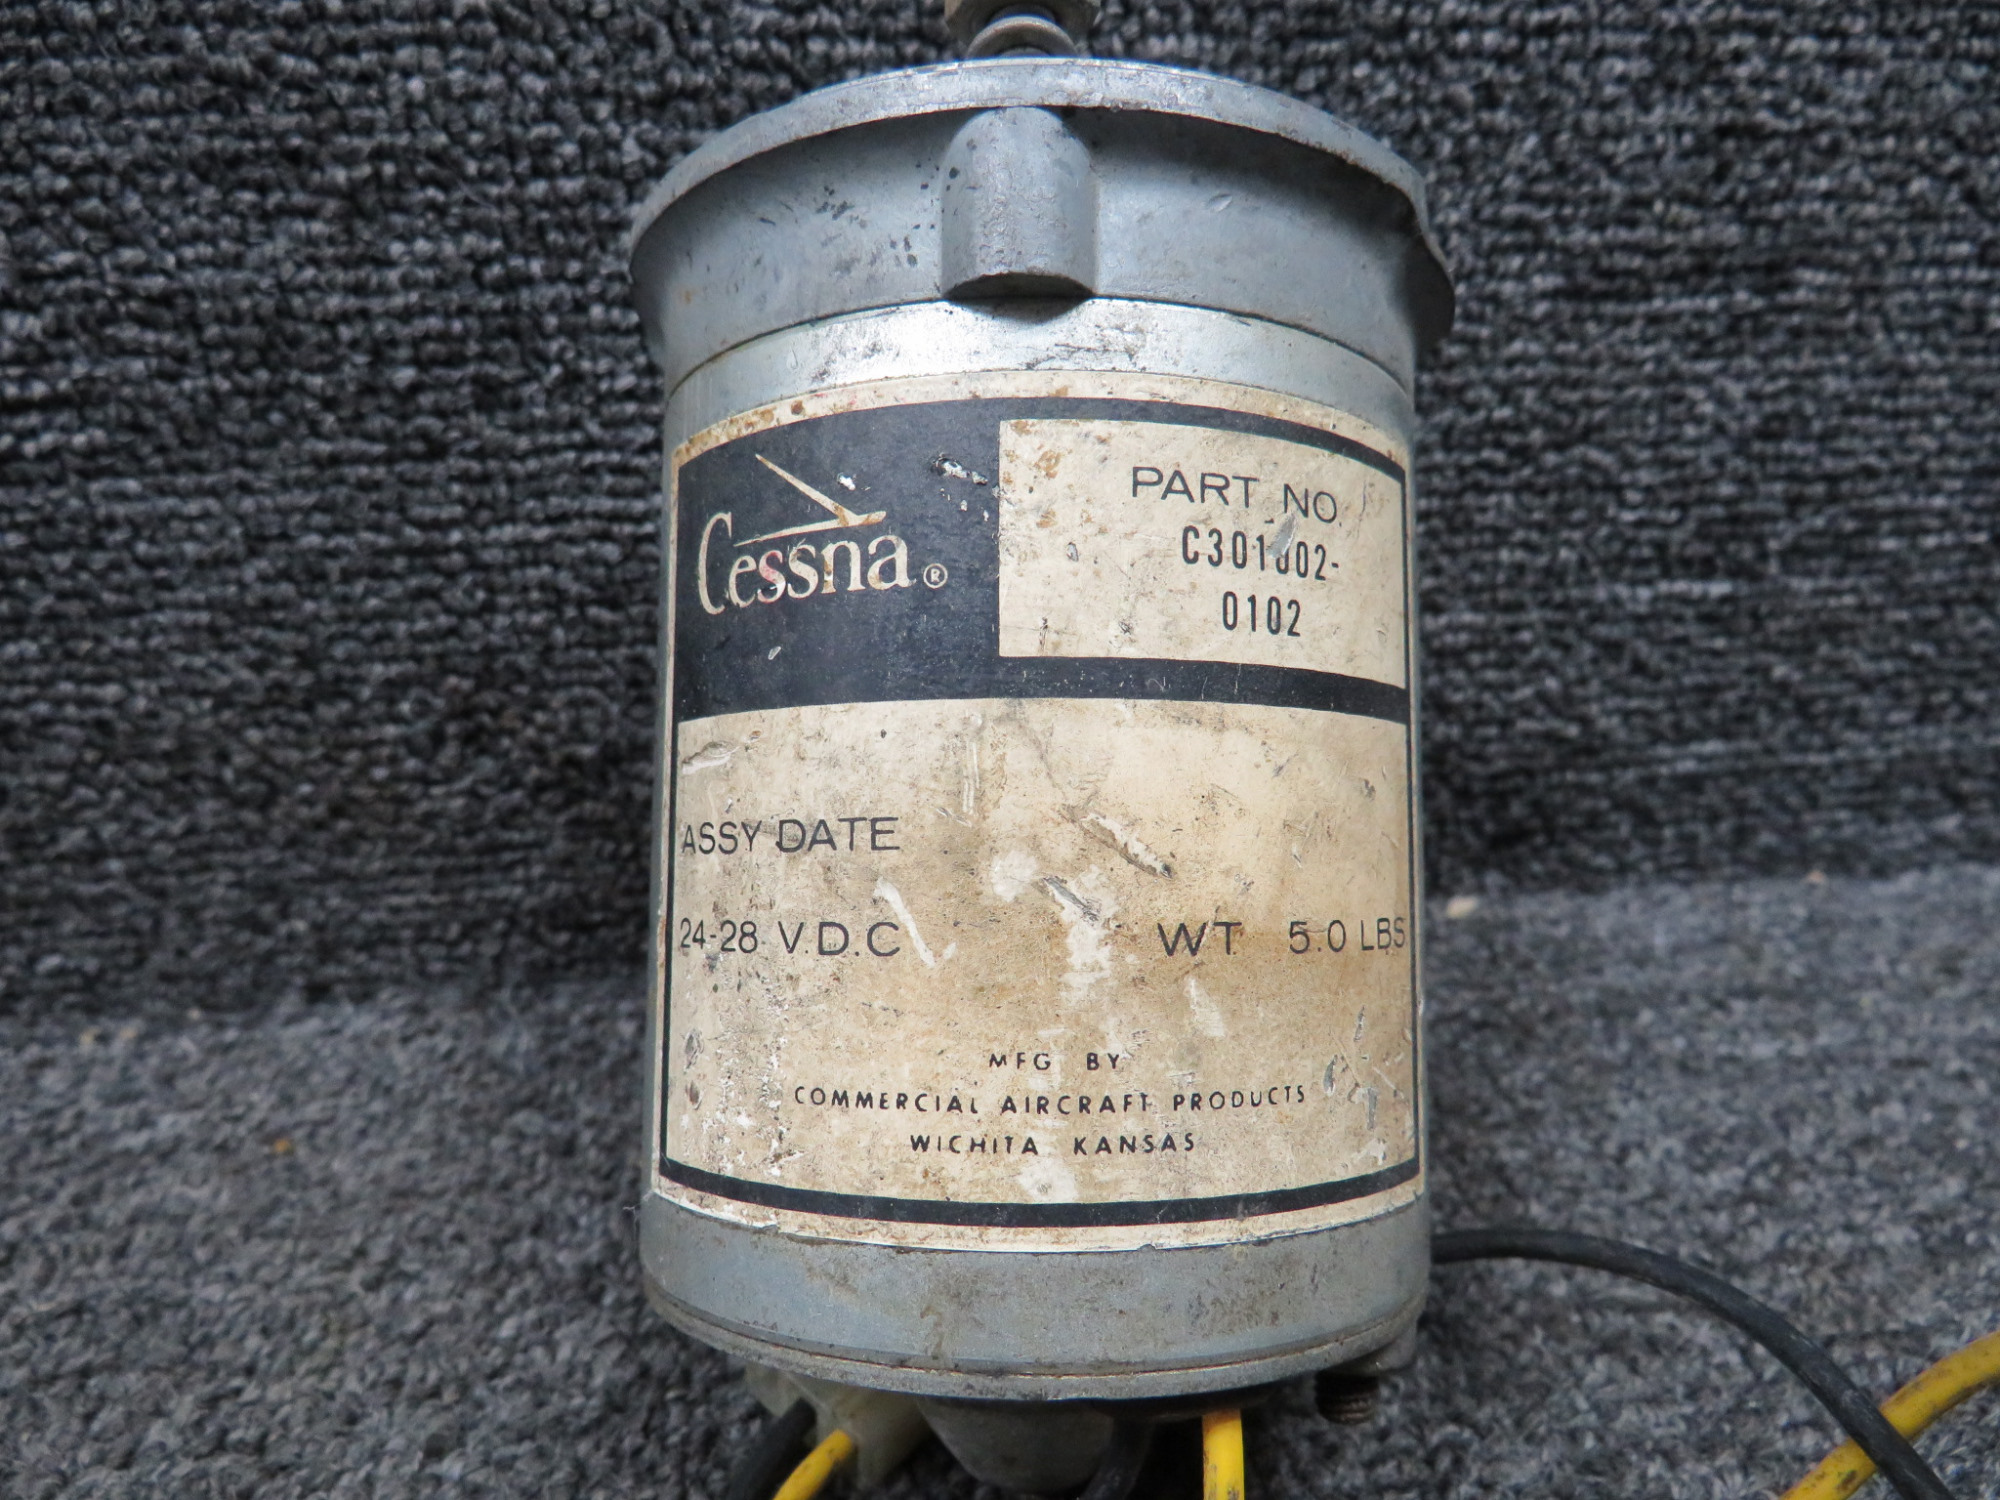 Cessna®
PART NO.
C301002-
0102
ASSY DATE
24-28 V.D.C
WT 5.0 LBS
MFG BY
COMMERCIAL AIRCRAFT PRODUCTS
WICHITA KANSAS